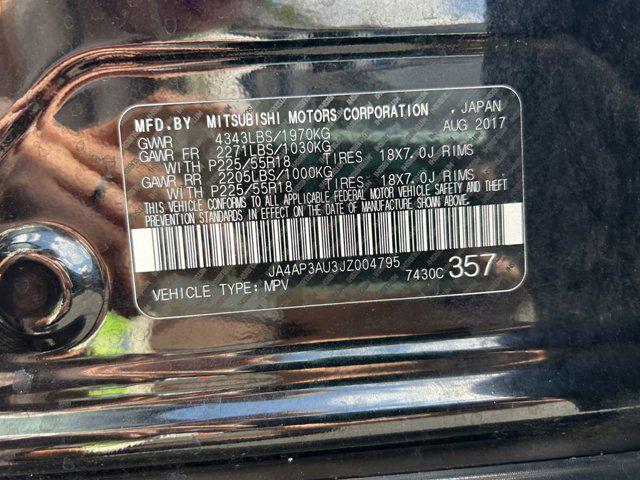 MFD.BY MITSUBISHI MOTORS CORPORATION , JAPAN
GVWR 4343LBS/1970KG AUG 2017
GAWR FR 2271LBS/1030KG
WITH P225/55R18 TIRES 18X7.0J RIMS
GAWR RR 2205LBS/1000KG
WITH P225/55R18 TIRES 18X7.0J RIMS
THIS VEHICLE CONFORMS TO ALL APPLICABLE FEDERAL MOTOR VEHICLE SAFETY AND THEFT
PREVENTION STANDARDS IN EFFECT ON THE DATE OF MANUFACTURE SHOWN ABOVE.
JA4AP3AU3JZ004795
VEHICLE TYPE: MPV 7430C 357